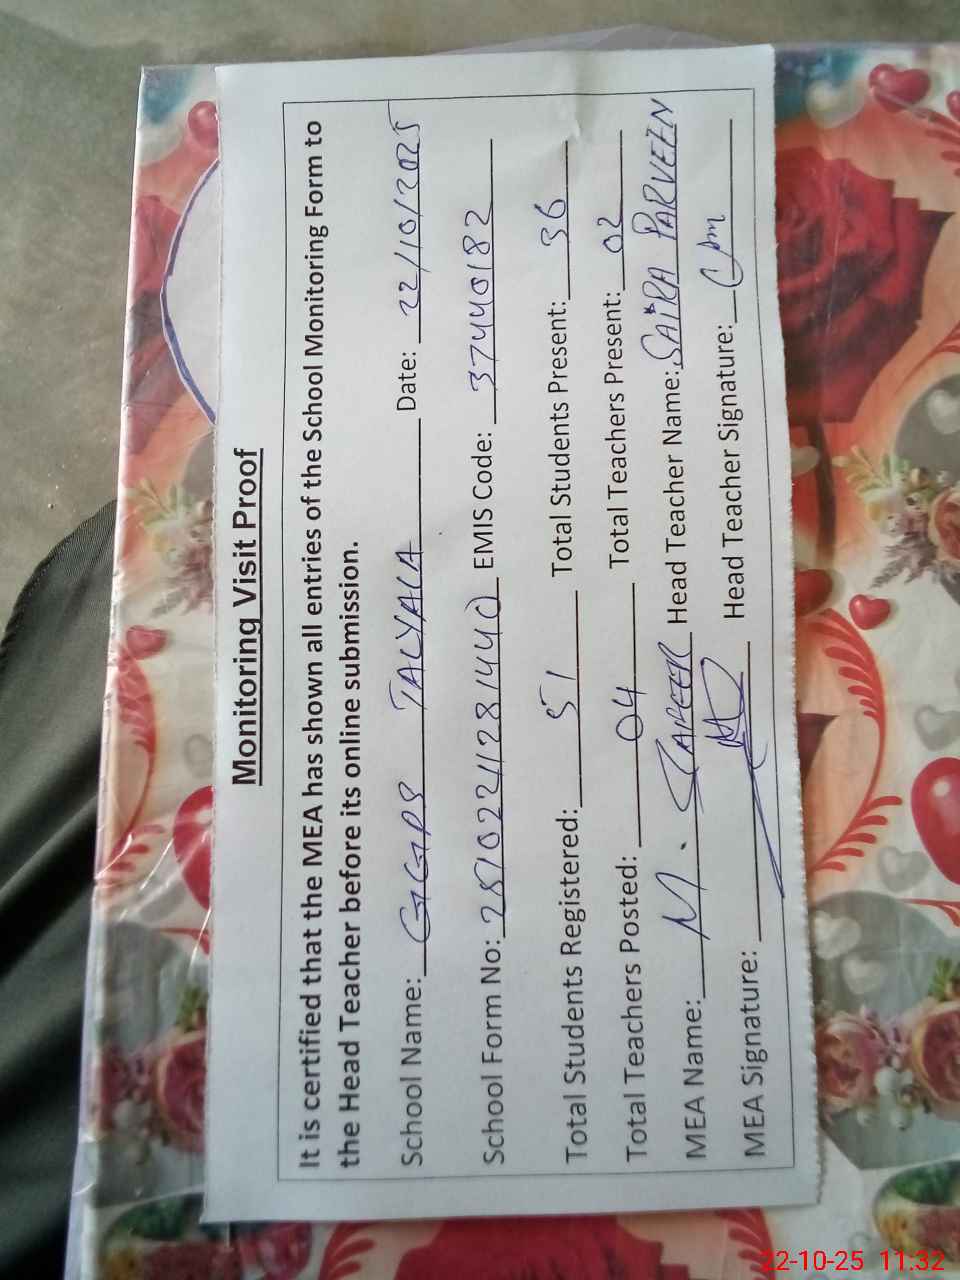 Monitoring Visit Proof
It is certified that the MEA has shown all entries of the School Monitoring Form to
the Head Teacher before its online submission.
School Name: GGPS TALYALA Date: 22/10/2025
School Form No: 25102211281440 EMIS Code: 37440182
Total Students Registered: 51 Total Students Present: 36
Total Teachers Posted: 04 Total Teachers Present: 02
MEA Name: M. SAFEER Head Teacher Name: SAIRA PARVEEN
MEA Signature: Head Teacher Signature:
22-10-25 11:32